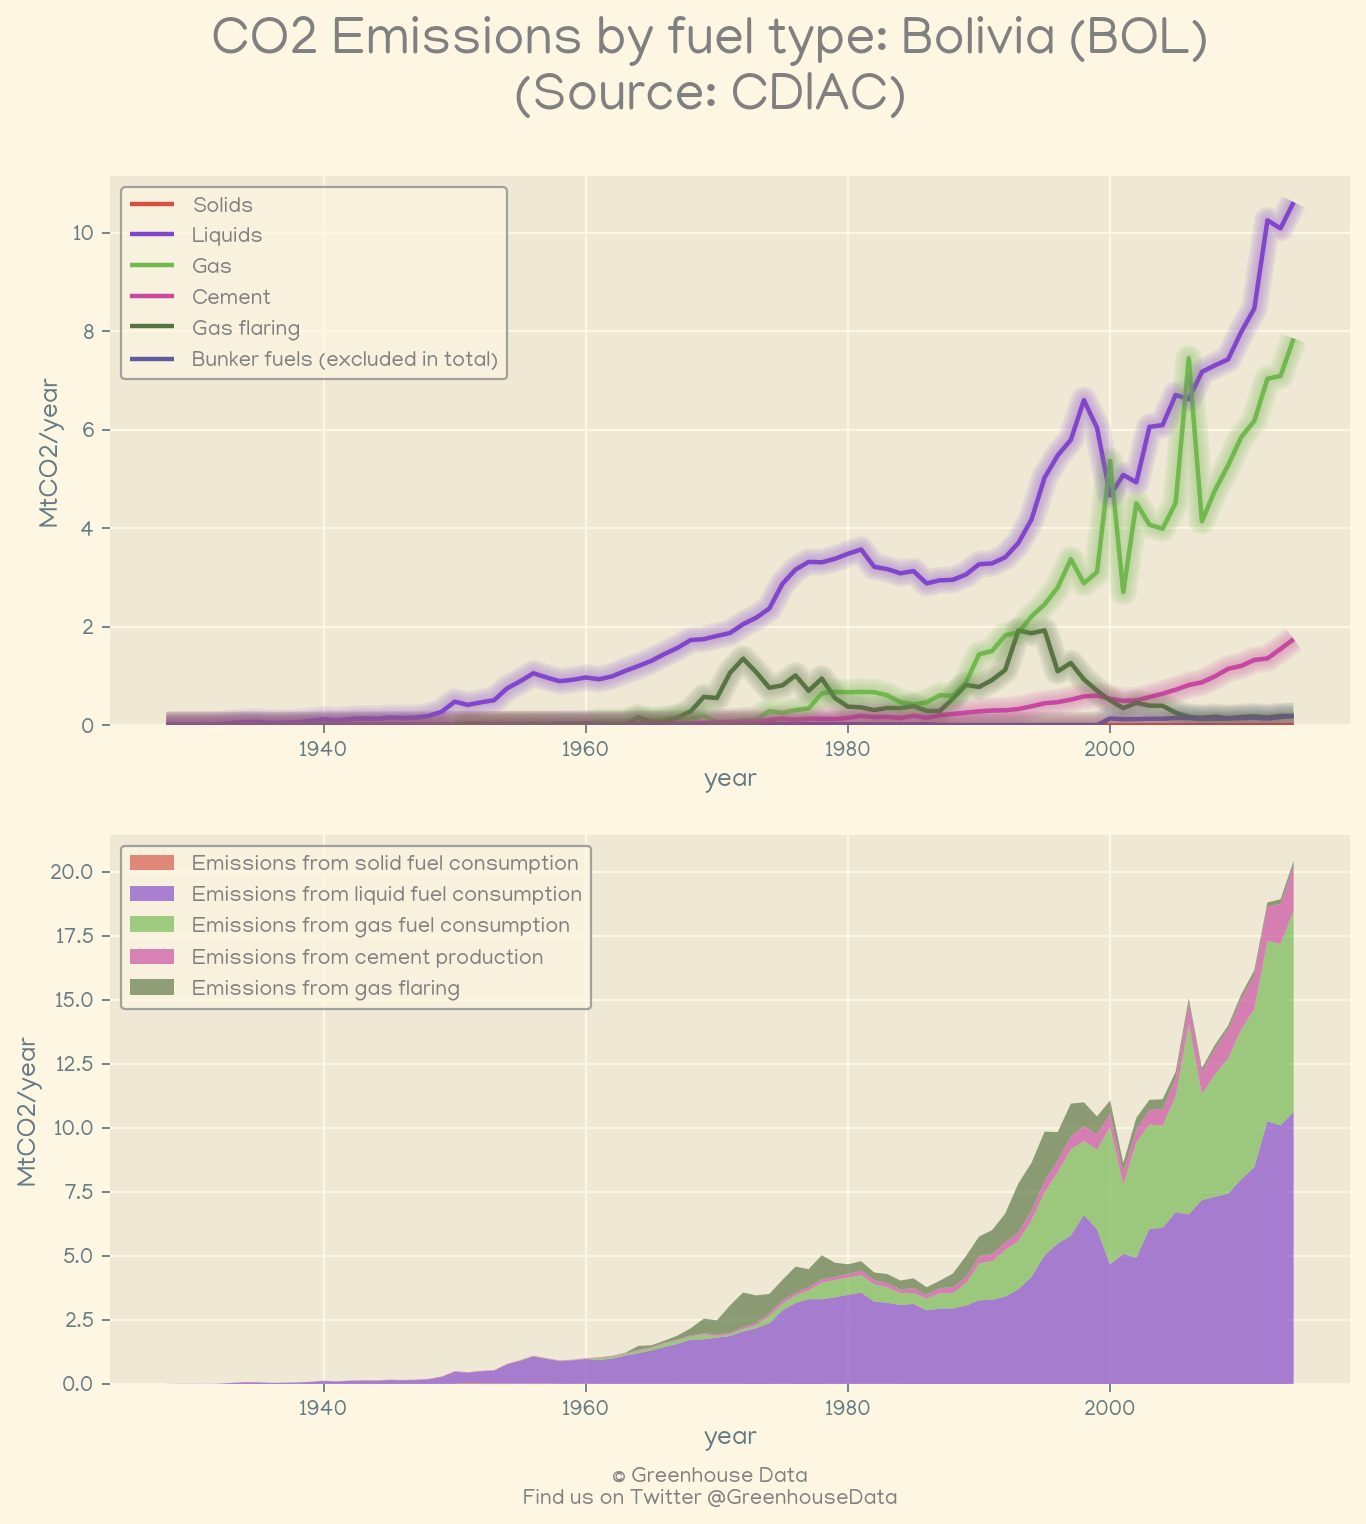 CO2 Emissions by fuel type: Bolivia (BOL)
(Source: CDIAC)
Solids
Liquids
Gas
Cement
Gas flaring
Bunker fuels (excluded in total)
MtCO2/year
10
8
6
4
2
0
1940
1960
1980
2000
year
Emissions from solid fuel consumption
Emissions from liquid fuel consumption
Emissions from gas fuel consumption
Emissions from cement production
Emissions from gas flaring
MtCO2/year
20.0
17.5
15.0
12.5
10.0
7.5
5.0
2.5
0.0
1940
1960
1980
2000
year
© Greenhouse Data
Find us on Twitter @GreenhouseData